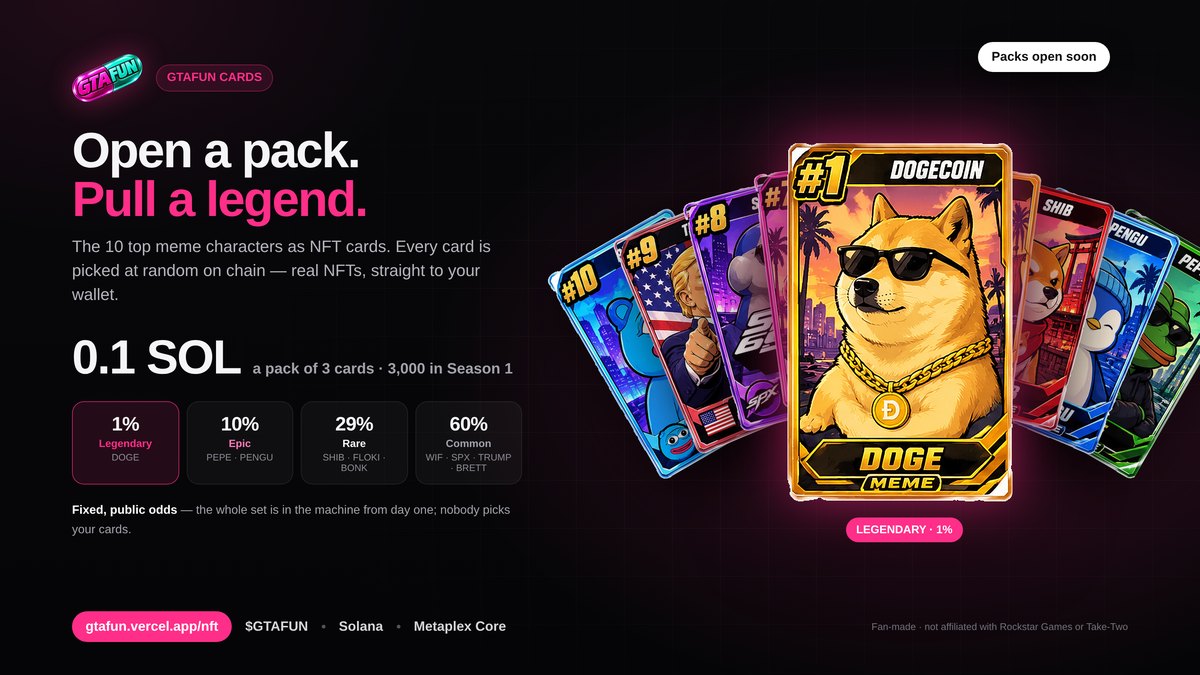 GTAFUN
GTAFUN CARDS
Packs open soon
Open a pack.
Pull a legend.
The 10 top meme characters as NFT cards. Every card is
picked at random on chain — real NFTs, straight to your
wallet.
0.1 SOL a pack of 3 cards · 3,000 in Season 1
1%
Legendary
DOGE
10%
Epic
PEPE · PENGU
29%
Rare
SHIB · FLOKI ·
BONK
60%
Common
WIF · SPX · TRUMP
· BRETT
Fixed, public odds — the whole set is in the machine from day one; nobody picks
your cards.
#10
#9
#8
SPX
#1
DOGECOIN
DOGE
MEME
SHIB
PENGU
LEGENDARY · 1%
gtafun.vercel.app/nft $GTAFUN • Solana • Metaplex Core
Fan-made · not affiliated with Rockstar Games or Take-Two